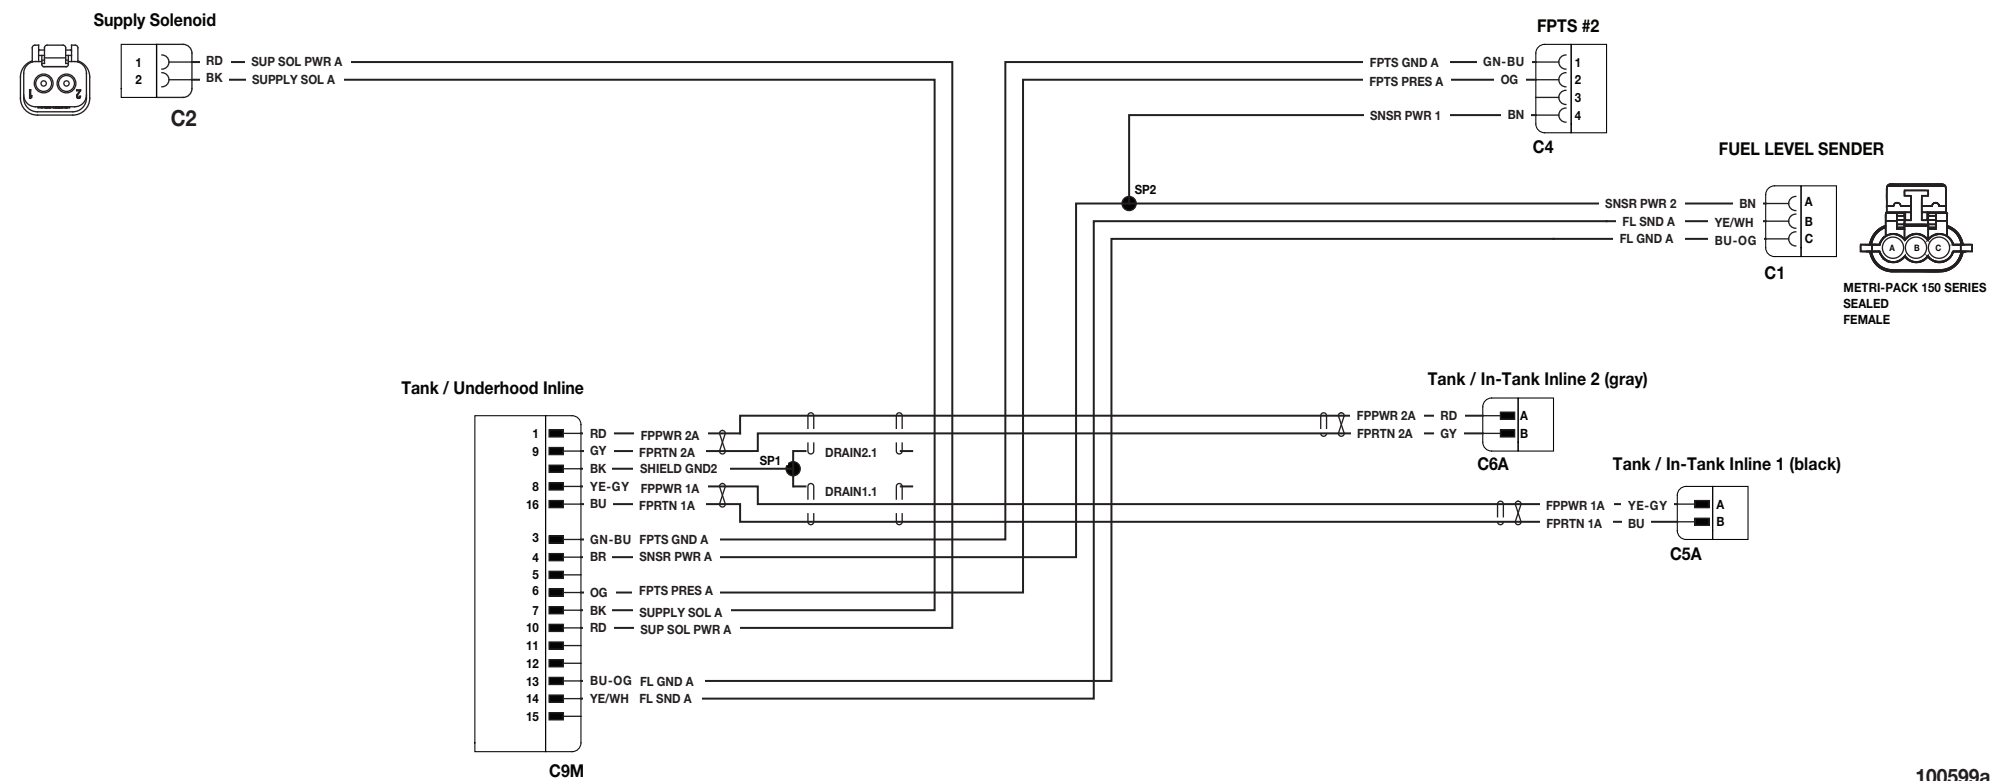 Supply Solenoid
1 RD SUP SOL PWR A
2 BK SUPPLY SOL A
1 2
C2
FPTS #2
FPTS GND A GN-BU 1
FPTS PRES A OG 2
3
SNSR PWR 1 BN 4
C4
FUEL LEVEL SENDER
SP2
SNSR PWR 2 BN A
FL SND A YE/WH B
FL GND A BU-OG C
C1
A B C
METRI-PACK 150 SERIES
SEALED
FEMALE
Tank / Underhood Inline
1 RD FPPWR 2A
9 GY FPRTN 2A
BK SHIELD GND2 SP1
8 YE-GY FPPWR 1A
16 BU FPRTN 1A
DRAIN2.1
DRAIN1.1
3 GN-BU FPTS GND A
4 BR SNSR PWR A
5
6 OG FPTS PRES A
7 BK SUPPLY SOL A
10 RD SUP SOL PWR A
11
12
13 BU-OG FL GND A
14 YE/WH FL SND A
15
C9M
Tank / In-Tank Inline 2 (gray)
FPPWR 2A RD A
FPRTN 2A GY B
C6A
Tank / In-Tank Inline 1 (black)
FPPWR 1A YE-GY A
FPRTN 1A BU B
C5A
100599a